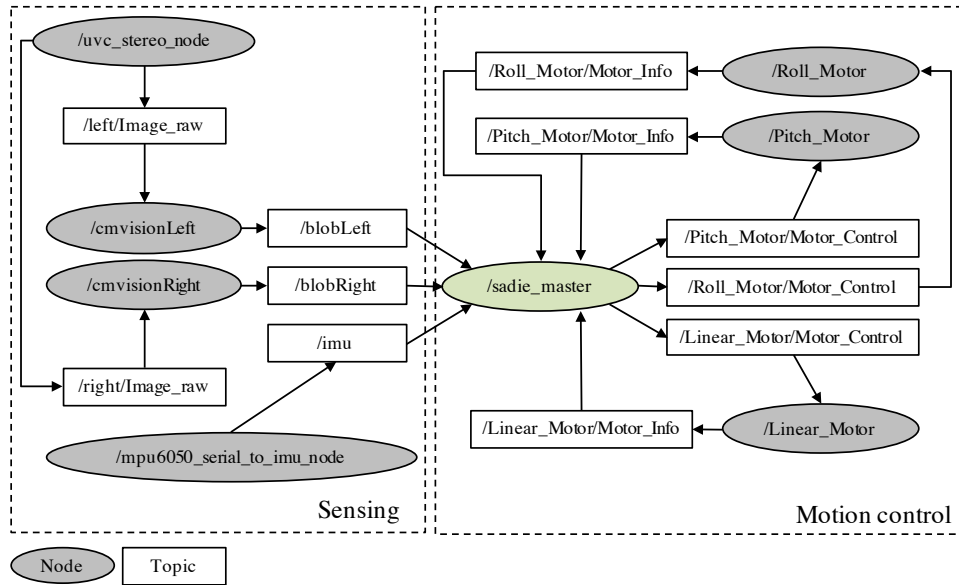 /uvc_stereo_node
/left/Image_raw
/cmvisionLeft
/blobLeft
/cmvisionRight
/blobRight
/imu
/right/Image_raw
/mpu6050_serial_to_imu_node
Sensing
/Roll_Motor/Motor_Info
/Roll_Motor
/Pitch_Motor/Motor_Info
/Pitch_Motor
/Pitch_Motor/Motor_Control
/sadie_master
/Roll_Motor/Motor_Control
/Linear_Motor/Motor_Control
/Linear_Motor/Motor_Info
/Linear_Motor
Motion control
Node
Topic